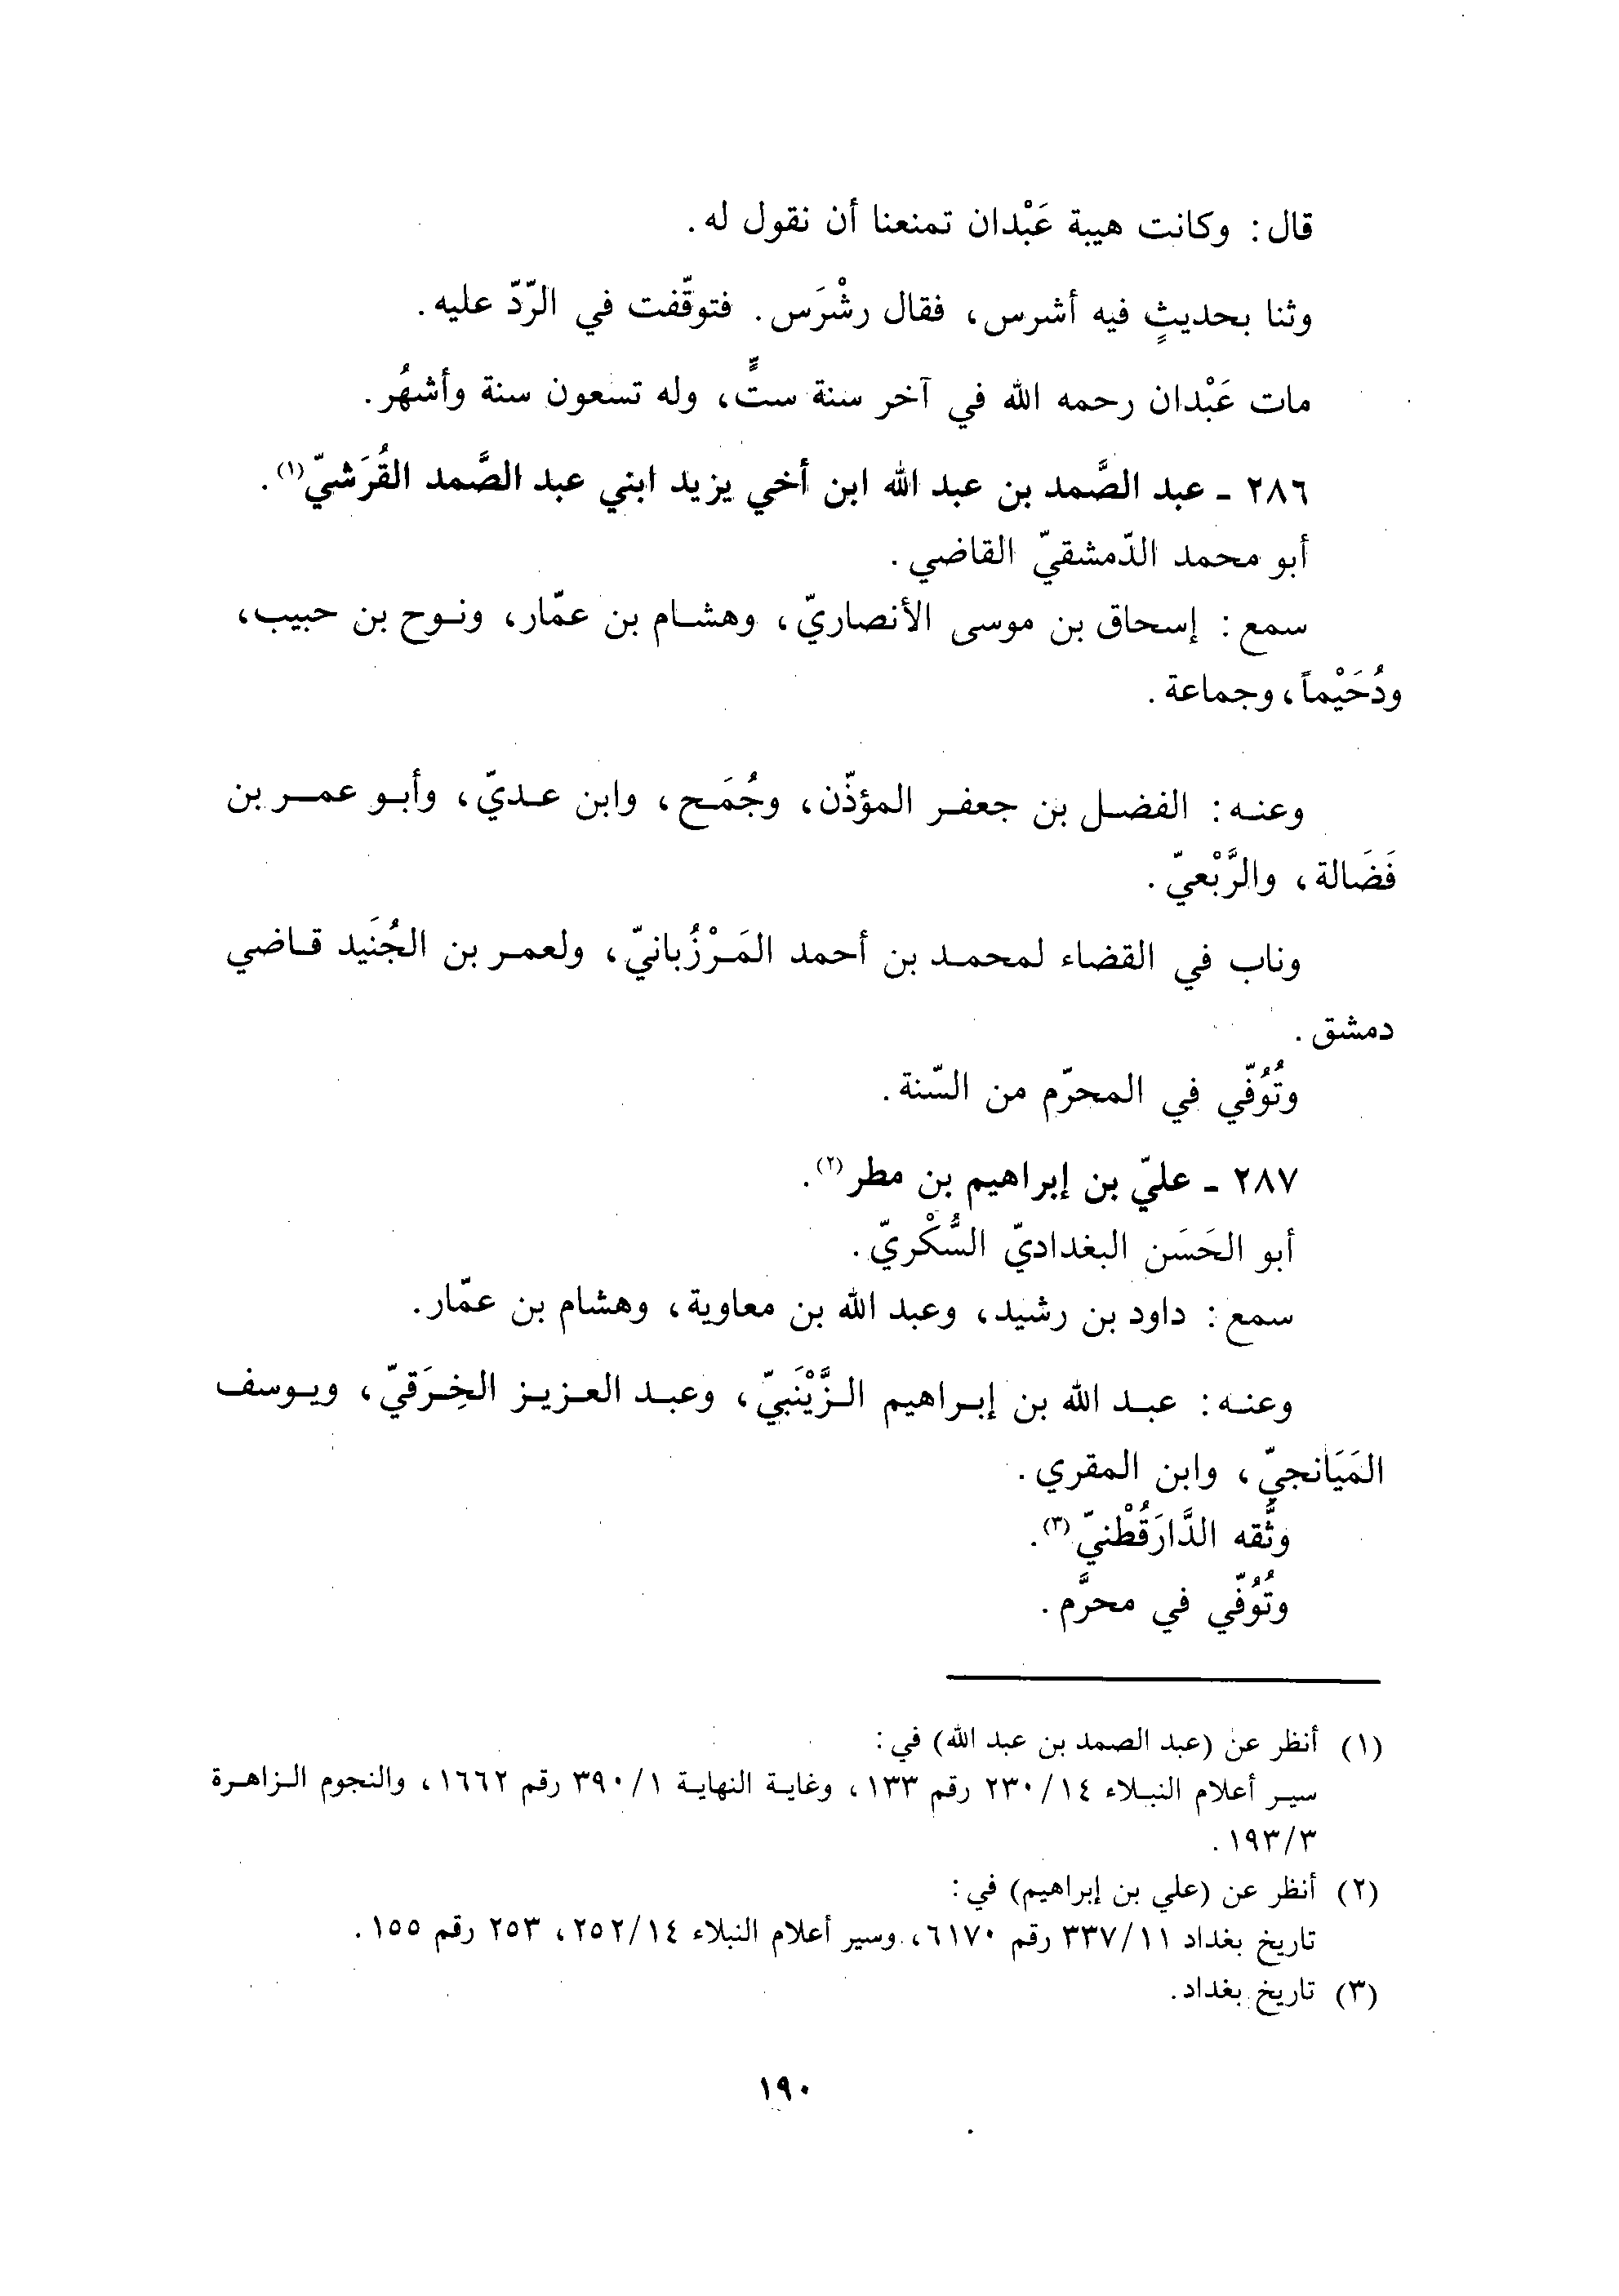 قال: وكانت هيبة عَبْدان تمنعنا أن نقول له.
وثنا بحديثٍ فيه أشرس، فقال رشْرَس. فتوقّفت في الرّدّ عليه.
مات عَبْدان رحمه الله في آخر سنة ستٍّ، وله تسعون سنة وأشهُر.
٢٨٦ ـ عبد الصَّمد بن عبد الله ابن أخي يزيد ابني عبد الصَّمد القُرَشيّ(١).
أبو محمد الدّمشقيّ القاضي.
سمع: إسحاق بن موسى الأنصاريّ، وهشام بن عمّار، ونوح بن حبيب،
ودُحَيْماً، وجماعة.
وعنه: الفضل بن جعفر المؤذّن، وجُمَح، وابن عديّ، وأبو عمر بن
فَضَالة، والرَّبْعيّ.
وناب في القضاء لمحمد بن أحمد المَرْزُبانيّ، ولعمر بن الجُنَيد قاضي
دمشق.
وتُوُفّي في المحرّم من السّنة.
٢٨٧ ـ عليّ بن إبراهيم بن مطر(٢).
أبو الحَسَن البغداديّ السُّكْريّ.
سمع: داود بن رشيد، وعبد الله بن معاوية، وهشام بن عمّار.
وعنه: عبد الله بن إبراهيم الزَّيْنَبيّ، وعبد العزيز الخِرَقيّ، ويوسف
المَيَانجيّ، وابن المقري.
وثَّقه الدَّارَقُطْنيّ(٣).
وتُوُفّي في محرَّم.
(١) أنظر عن (عبد الصمد بن عبد الله) في:
سير أعلام النبلاء ١٤/ ٢٣٠ رقم ١٣٣، وغاية النهاية ١/ ٣٩٠ رقم ١٦٦٢، والنجوم الزاهرة
٣/ ١٩٣.
(٢) أنظر عن (علي بن إبراهيم) في:
تاريخ بغداد ١١/ ٣٣٧ رقم ٦١٧٠، وسير أعلام النبلاء ١٤/ ٢٥٢، ٢٥٣ رقم ١٥٥.
(٣) تاريخ بغداد.
١٩٠